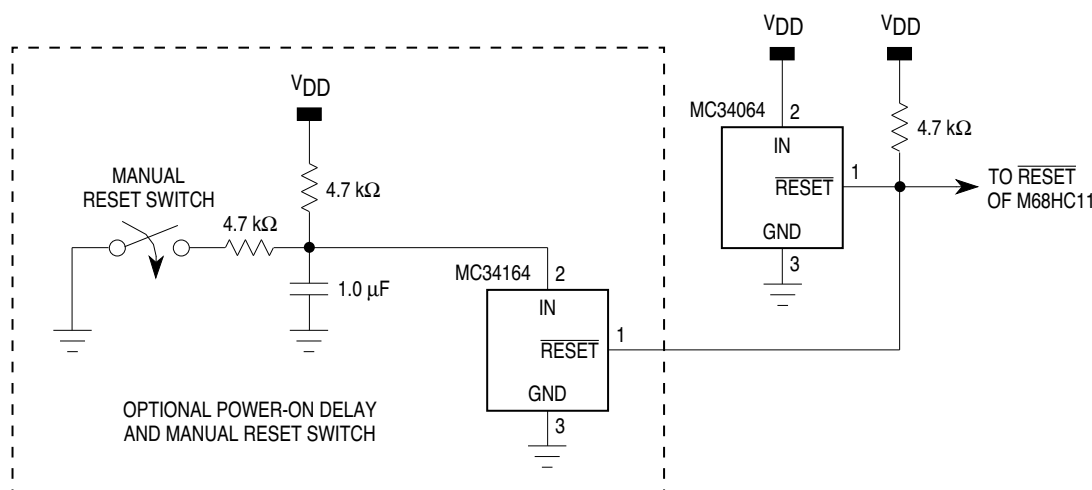 VDD
4.7 kΩ
MANUAL
RESET SWITCH
4.7 kΩ
1.0 µF
MC34164
2
IN
RESET
1
GND
3
OPTIONAL POWER-ON DELAY
AND MANUAL RESET SWITCH
VDD
MC34064
2
IN
RESET
1
GND
3
VDD
4.7 kΩ
TO RESET
OF M68HC11